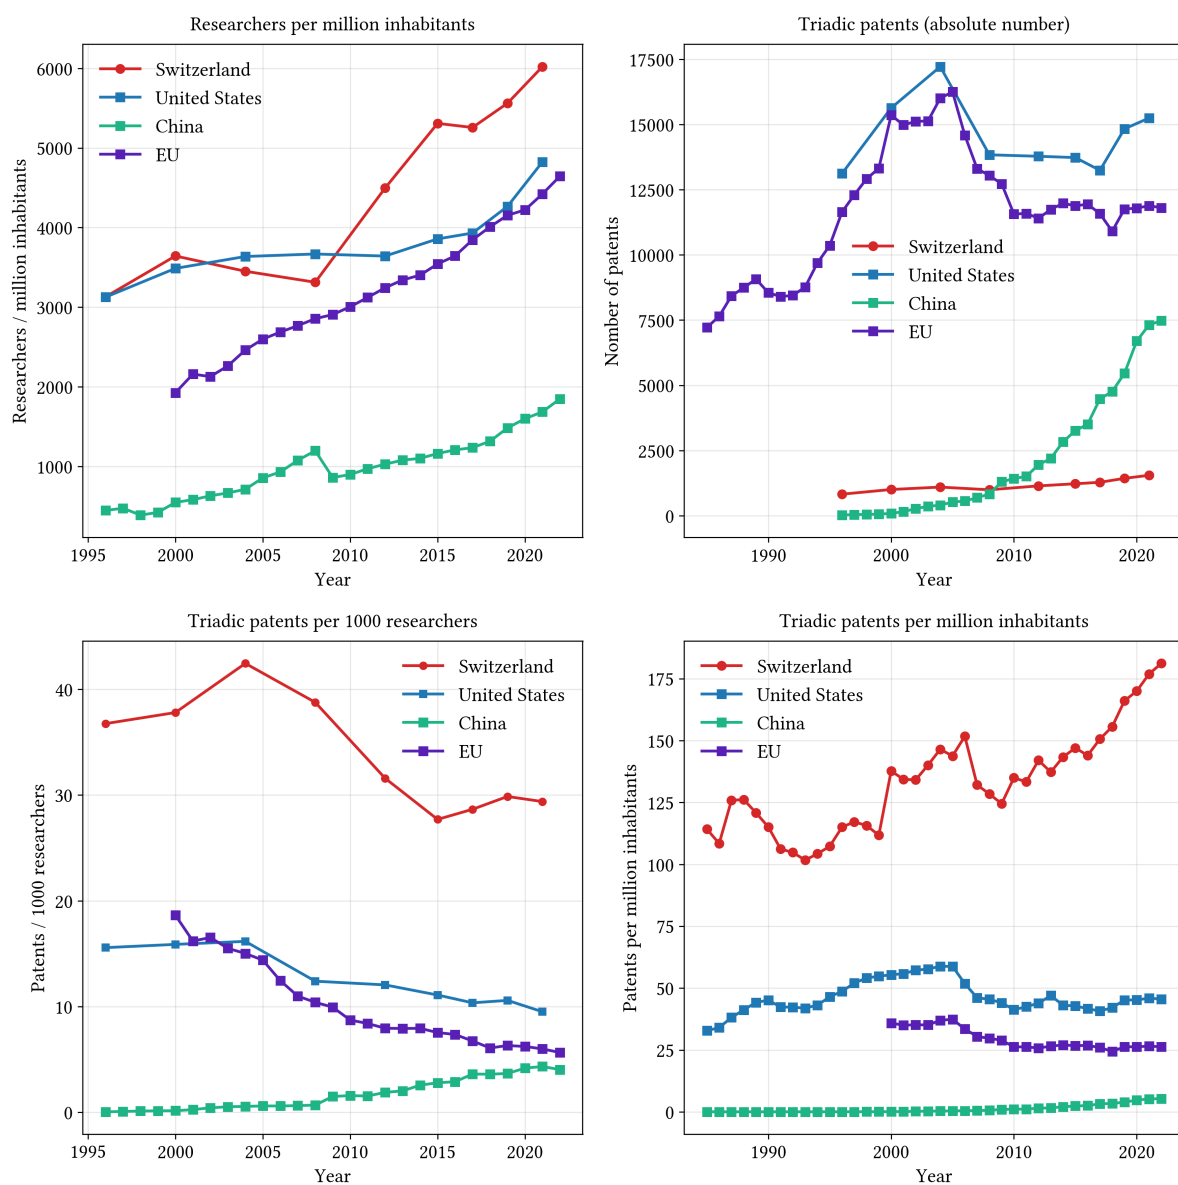 Researchers per million inhabitants
Researchers / million inhabitants
6000
5000
4000
3000
2000
1000
Switzerland
United States
China
EU
1995
2000
2005
2010
2015
2020
Year
Triadic patents (absolute number)
Nomber of patents
17500
15000
12500
10000
7500
5000
2500
0
Switzerland
United States
China
EU
1990
2000
2010
2020
Year
Triadic patents per 1000 researchers
Patents / 1000 researchers
40
30
20
10
0
Switzerland
United States
China
EU
1995
2000
2005
2010
2015
2020
Year
Triadic patents per million inhabitants
Patents per million inhabitants
175
150
125
100
75
50
25
0
Switzerland
United States
China
EU
1990
2000
2010
2020
Year